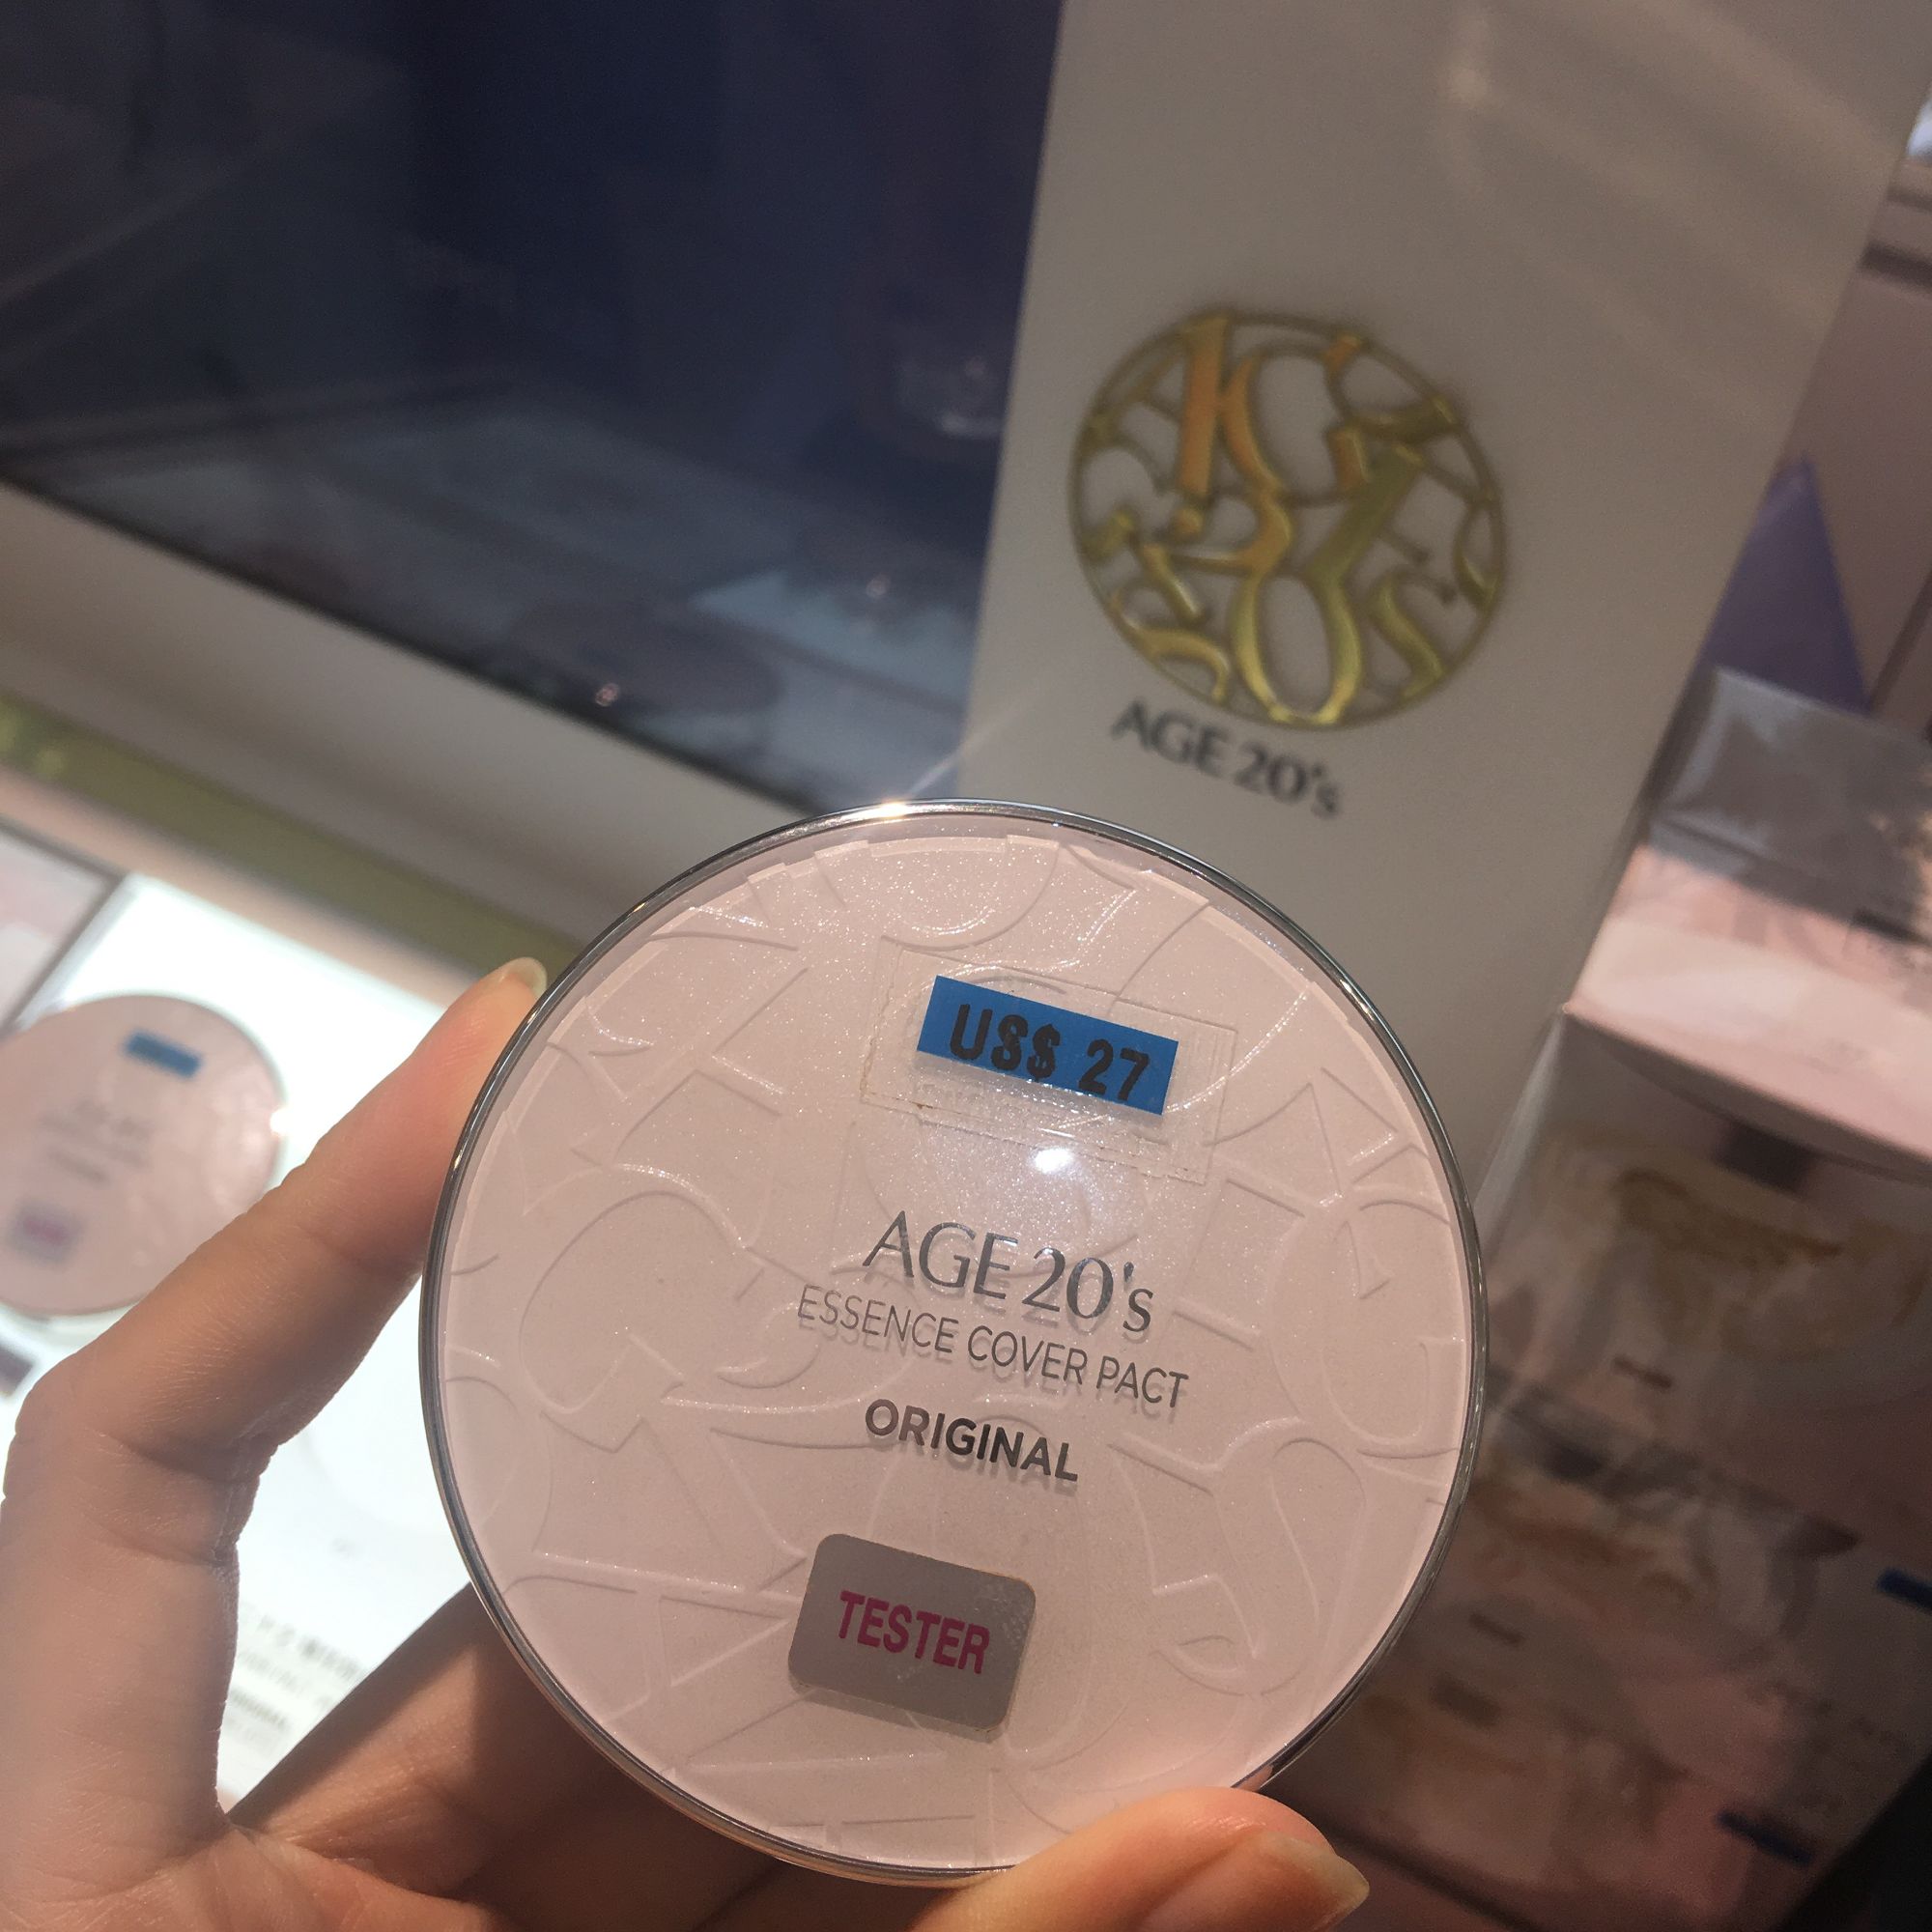 AGE 20's
US$ 27
AGE 20's
ESSENCE COVER PACT
ORIGINAL
TESTER